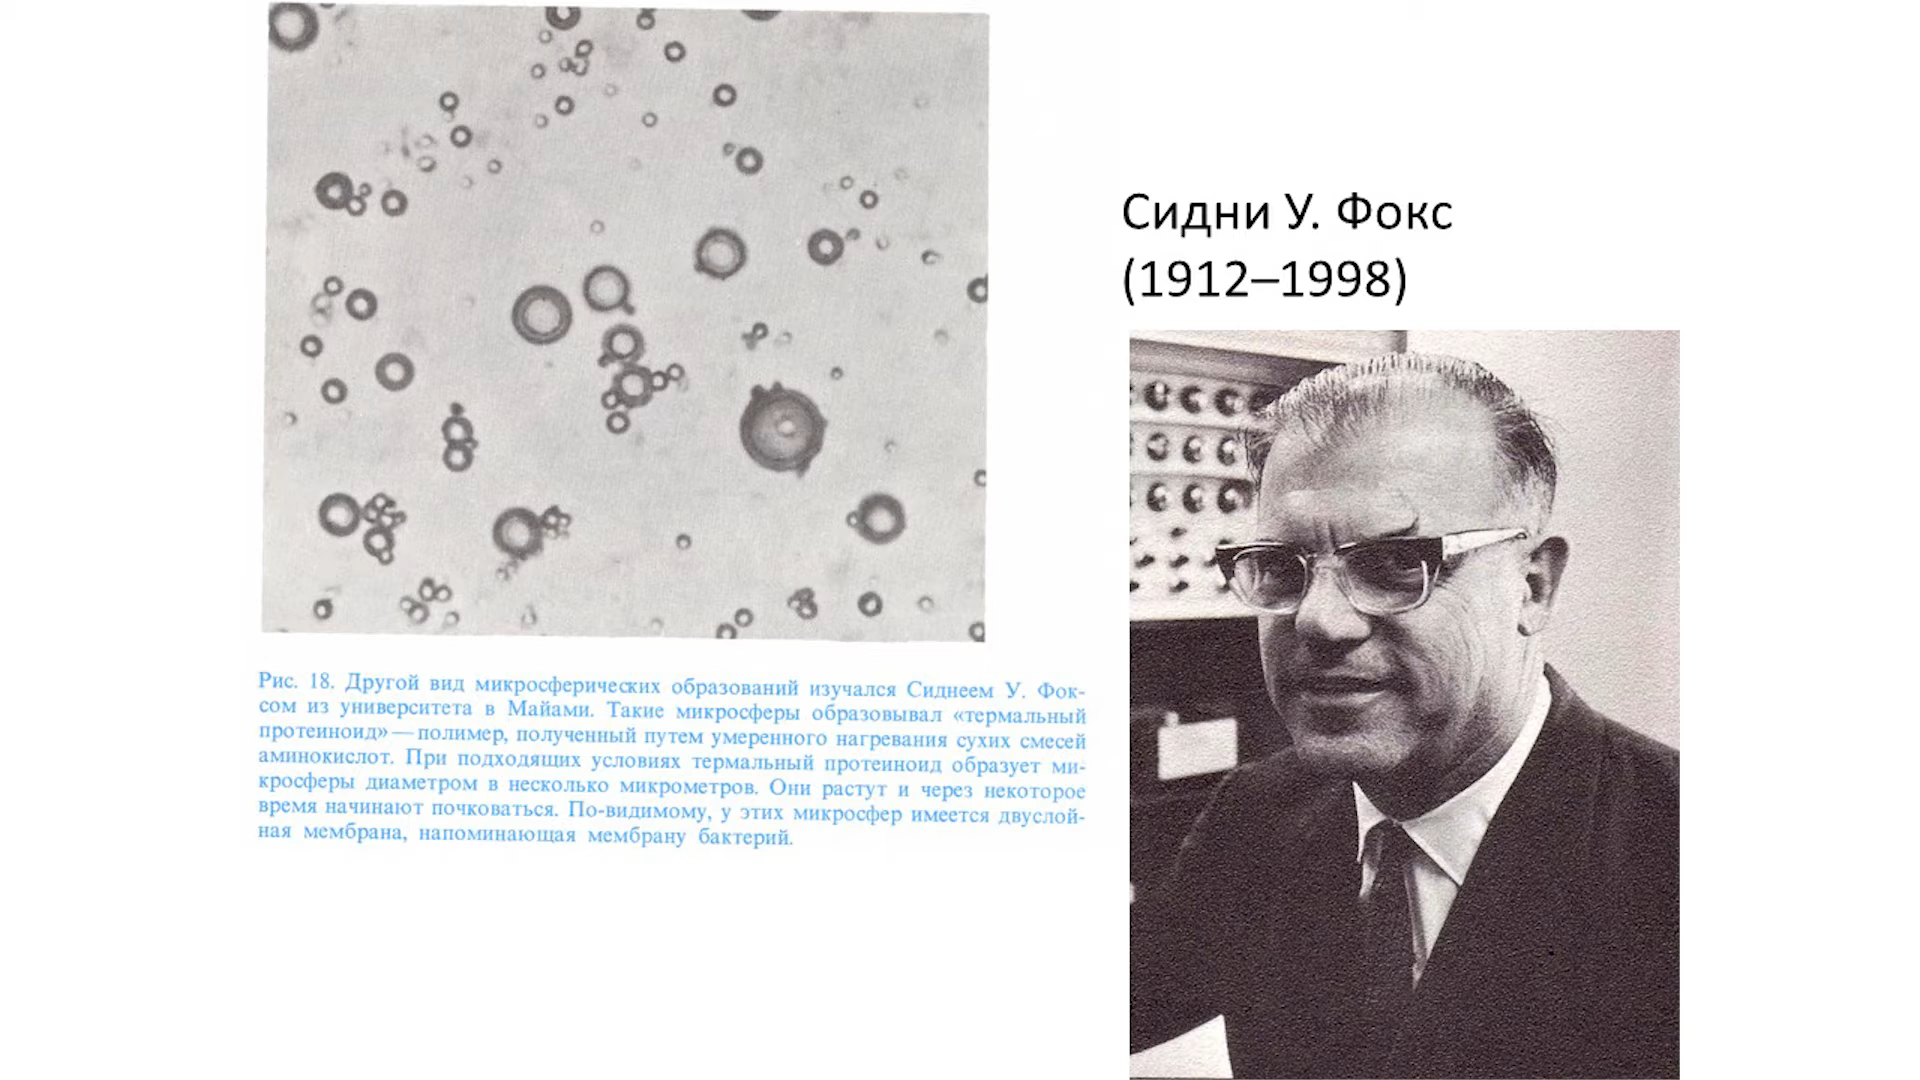 Сидни У. Фокс
(1912–1998)
Рис. 18. Другой вид микросферических образований изучался Сиднеем У. Фок-
сом из университета в Майами. Такие микросферы образовывал «термальный
протеиноид» — полимер, полученный путем умеренного нагревания сухих смесей
аминокислот. При подходящих условиях термальный протеиноид образует ми-
кросферы диаметром в несколько микрометров. Они растут и через некоторое
время начинают почковаться. По-видимому, у этих микросфер имеется двуслой-
ная мембрана, напоминающая мембрану бактерий.